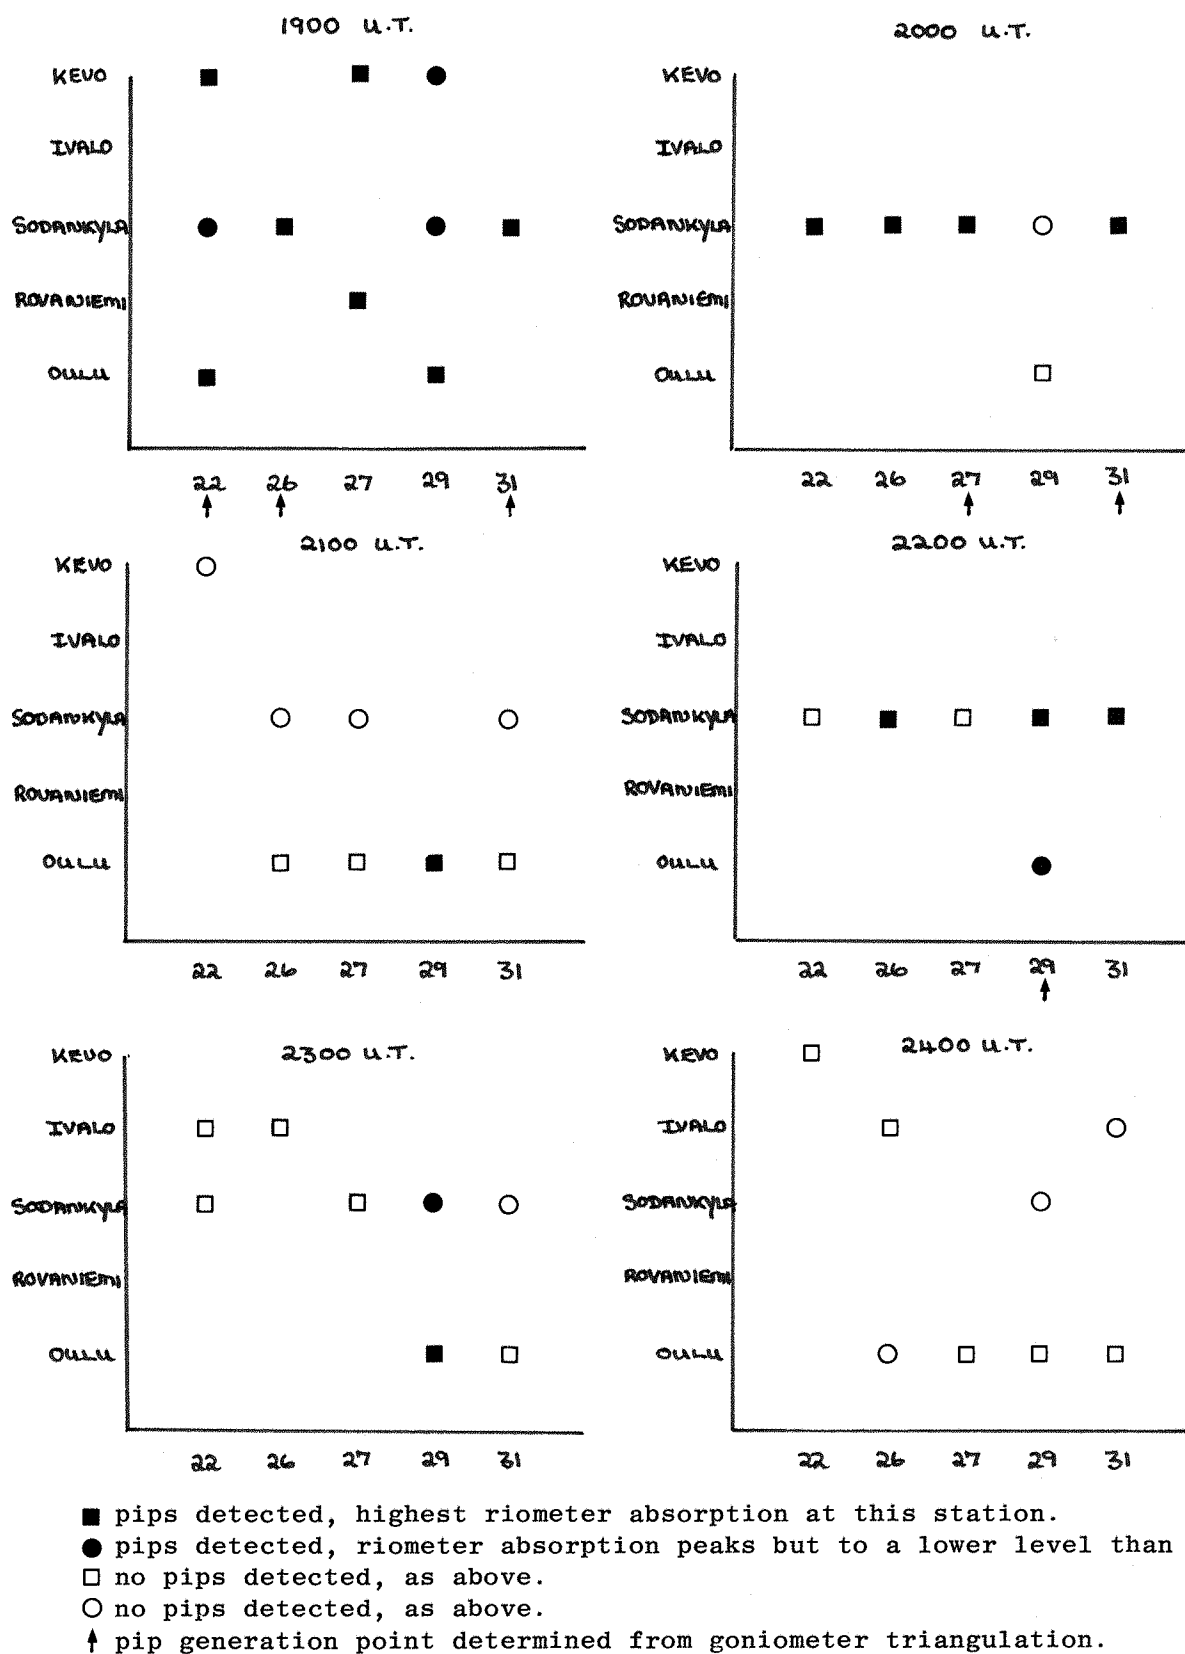 1900 U.T.
KEVO
IVALO
SODANKYLA
ROVANIEMI
OULU
22 26 27 29 31
2000 U.T.
KEVO
IVALO
SODANKYLA
ROVANIEMI
OULU
22 26 27 29 31
2100 U.T.
KEVO
IVALO
SODANKYLA
ROVANIEMI
OULU
22 26 27 29 31
2200 U.T.
KEVO
IVALO
SODANKYLA
ROVANIEMI
OULU
22 26 27 29 31
2300 U.T.
KEVO
IVALO
SODANKYLA
ROVANIEMI
OULU
22 26 27 29 31
2400 U.T.
KEVO
IVALO
SODANKYLA
ROVANIEMI
OULU
22 26 27 29 31
■ pips detected, highest riometer absorption at this station.
● pips detected, riometer absorption peaks but to a lower level than
□ no pips detected, as above.
○ no pips detected, as above.
↑ pip generation point determined from goniometer triangulation.